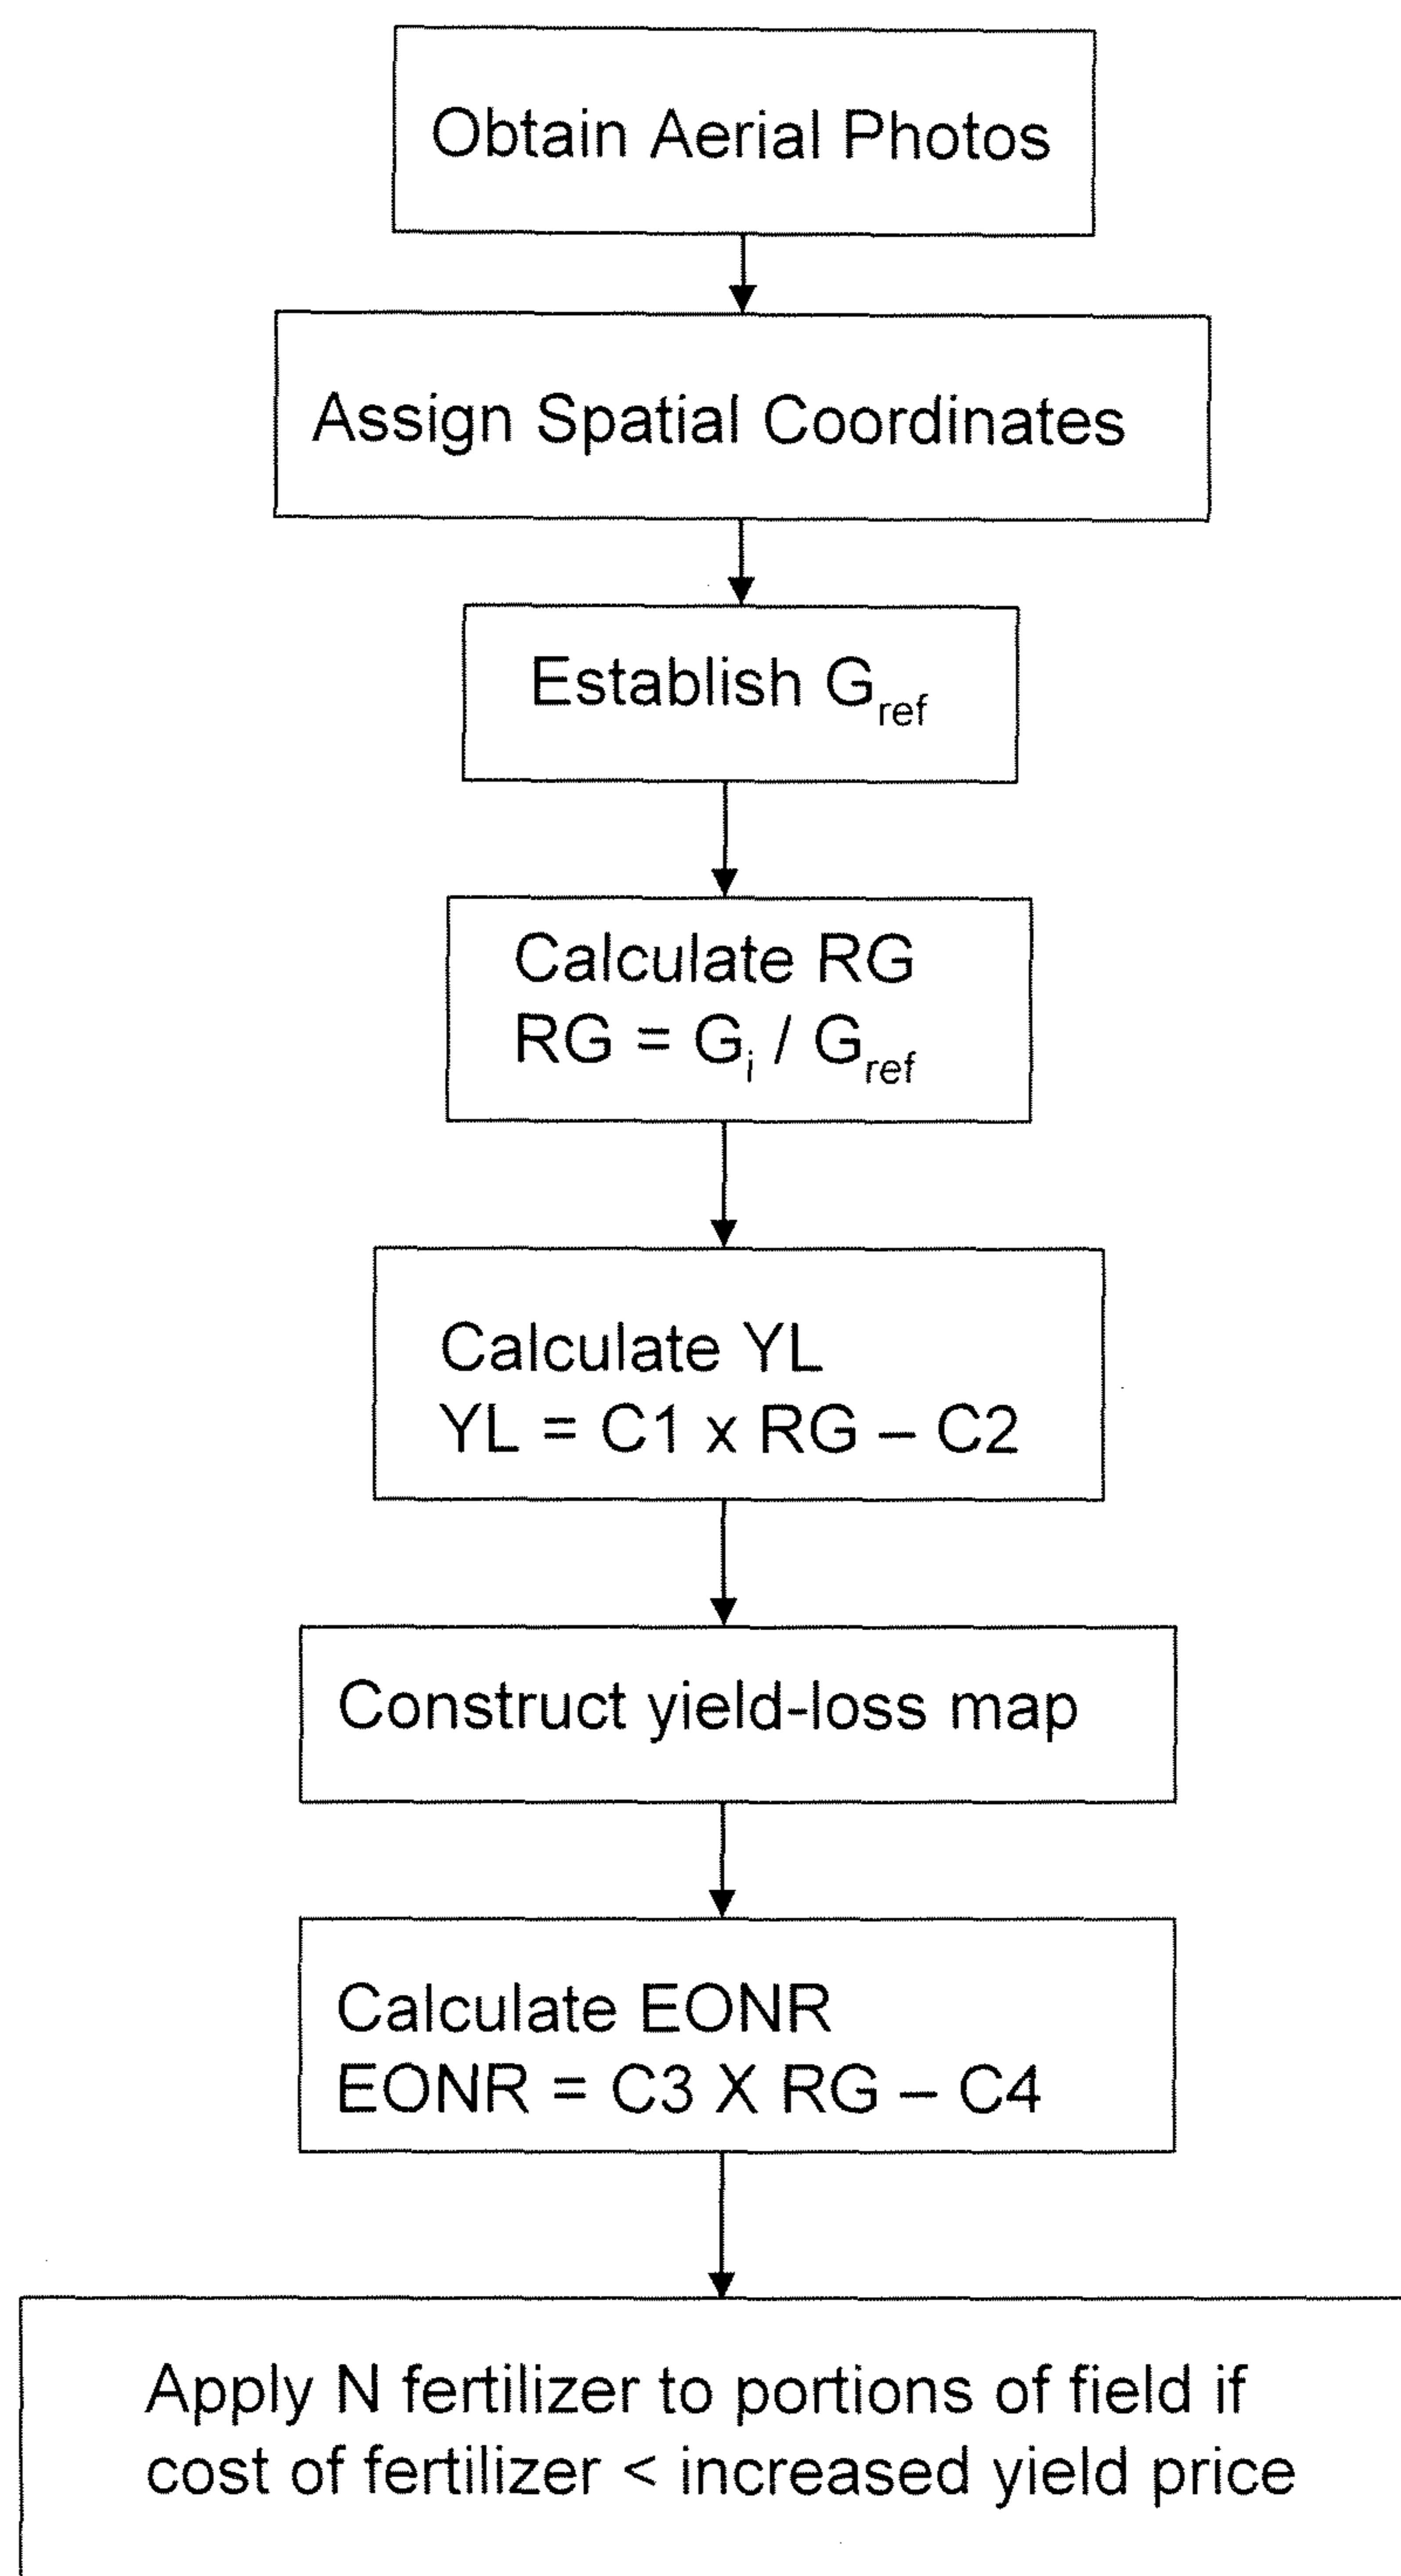 Obtain Aerial Photos
Assign Spatial Coordinates
Establish G_ref
Calculate RG
RG = G_i / G_ref
Calculate YL
YL = C1 x RG – C2
Construct yield-loss map
Calculate EONR
EONR = C3 X RG – C4
Apply N fertilizer to portions of field if
cost of fertilizer < increased yield price